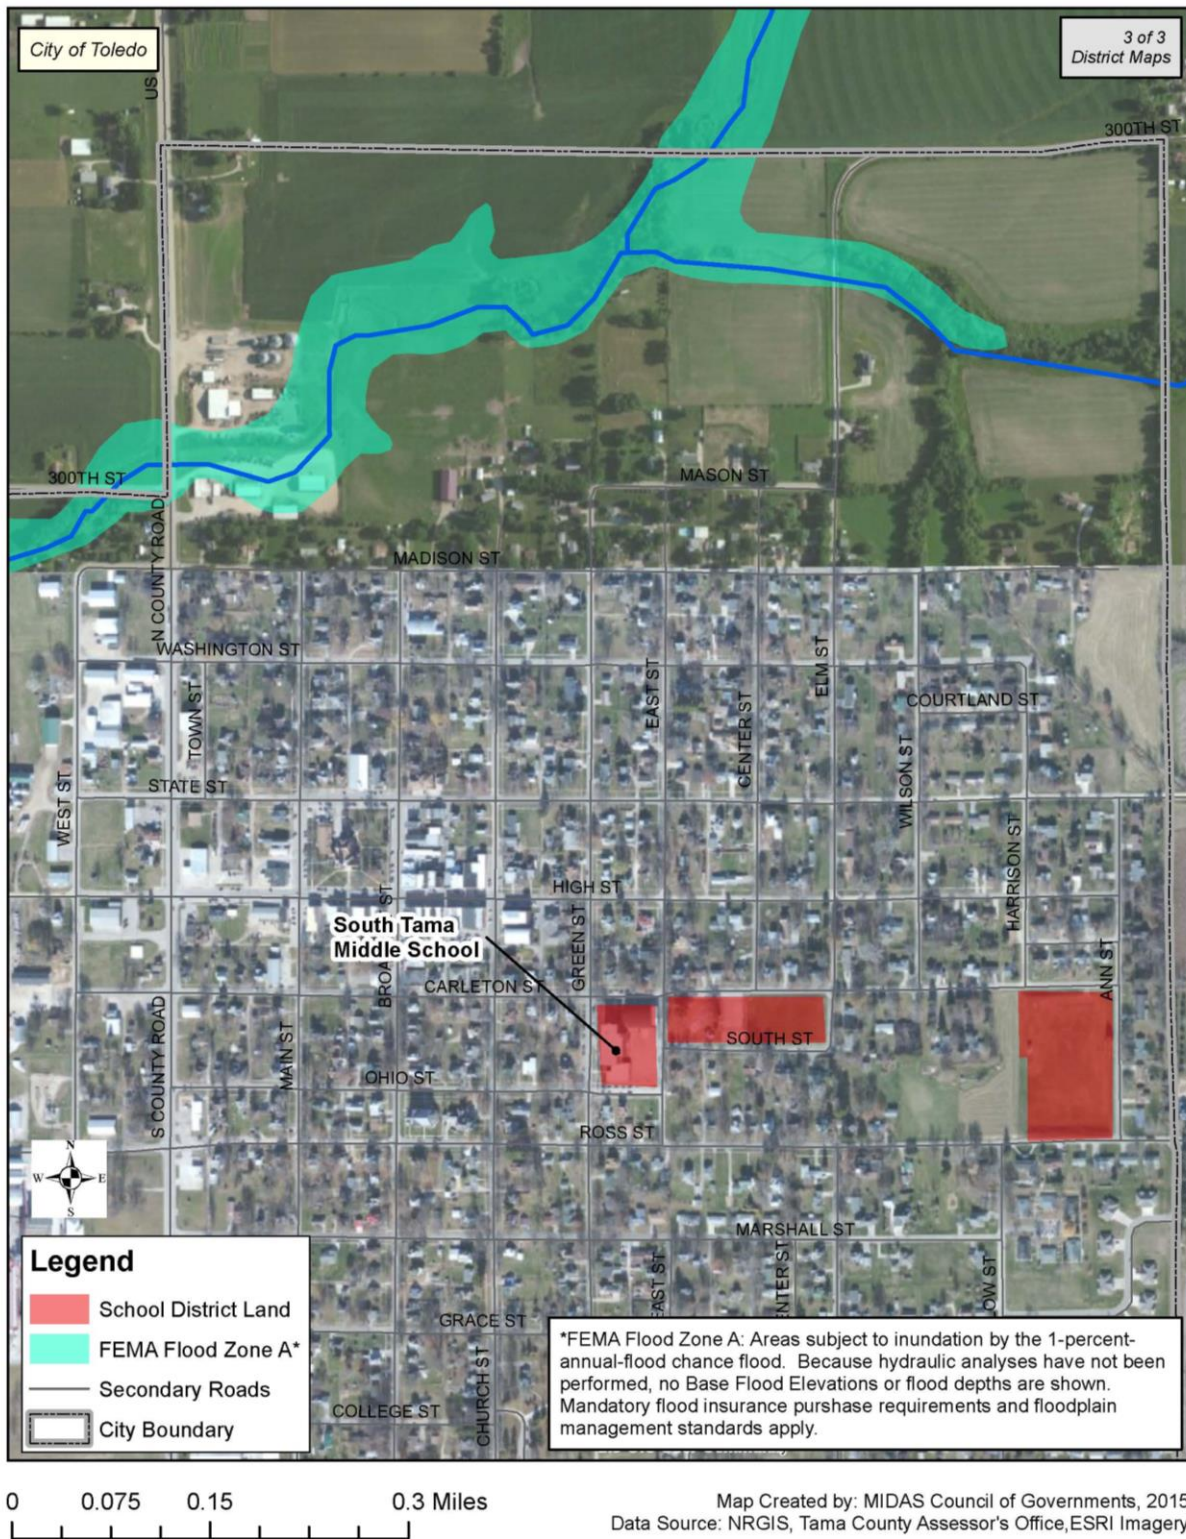 City of Toledo
3 of 3
District Maps
US
300TH ST
300TH ST
MASON ST
N COUNTY ROAD
MADISON ST
WASHINGTON ST
TOWN ST
EAST ST
CENTER ST
ELM ST
COURTLAND ST
WILSON ST
STATE ST
WEST ST
HARRISON ST
HIGH ST
BROA
ST
South Tama
Middle School
GREEN ST
CARLETON ST
ANN ST
S COUNTY ROAD
MAIN ST
SOUTH ST
OHIO ST
ROSS ST
N
W
E
S
MARSHALL ST
AST ST
ENTER ST
OW ST
GRACE ST
CHURCH ST
COLLEGE ST
Legend
School District Land
FEMA Flood Zone A*
Secondary Roads
City Boundary
*FEMA Flood Zone A: Areas subject to inundation by the 1-percent-
annual-flood chance flood. Because hydraulic analyses have not been
performed, no Base Flood Elevations or flood depths are shown.
Mandatory flood insurance purshase requirements and floodplain
management standards apply.
0 0.075 0.15 0.3 Miles
Map Created by: MIDAS Council of Governments, 2015
Data Source: NRGIS, Tama County Assessor's Office,ESRI Imagery